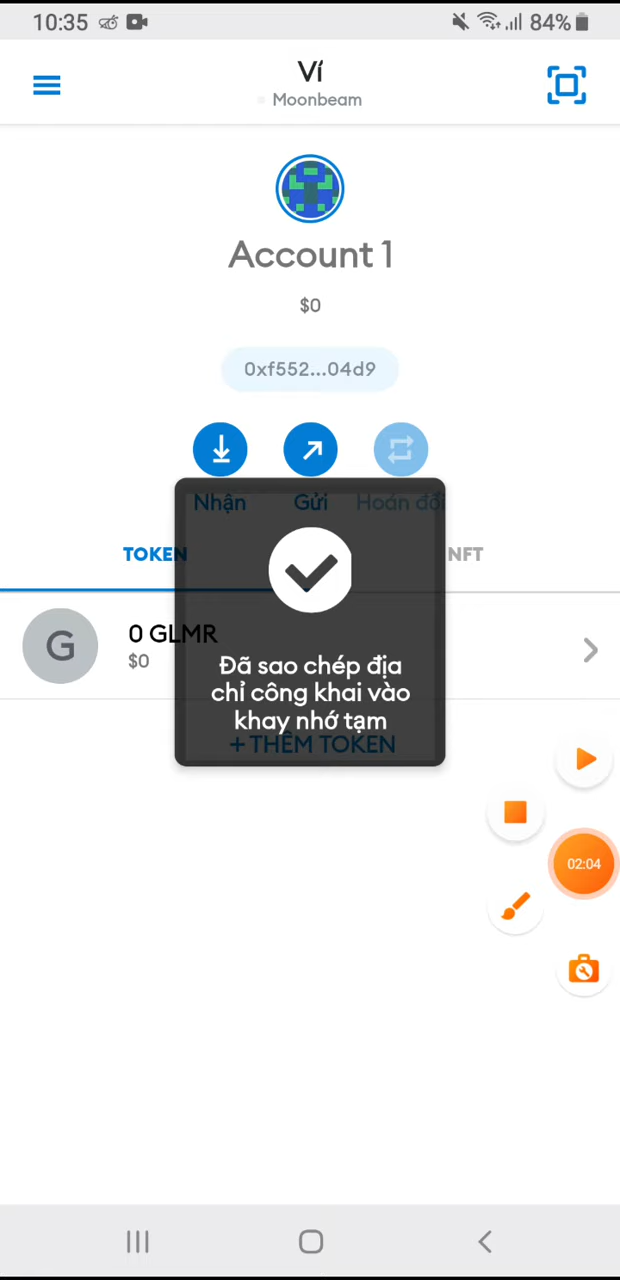 10:35
84%
Ví
Moonbeam
Account 1
$0
0xf552...04d9
Nhận
Gửi
Hoán đổi
TOKEN
NFT
G
0 GLMR
$0
Đã sao chép địa
chỉ công khai vào
khay nhớ tạm
+ THÊM TOKEN
02:04